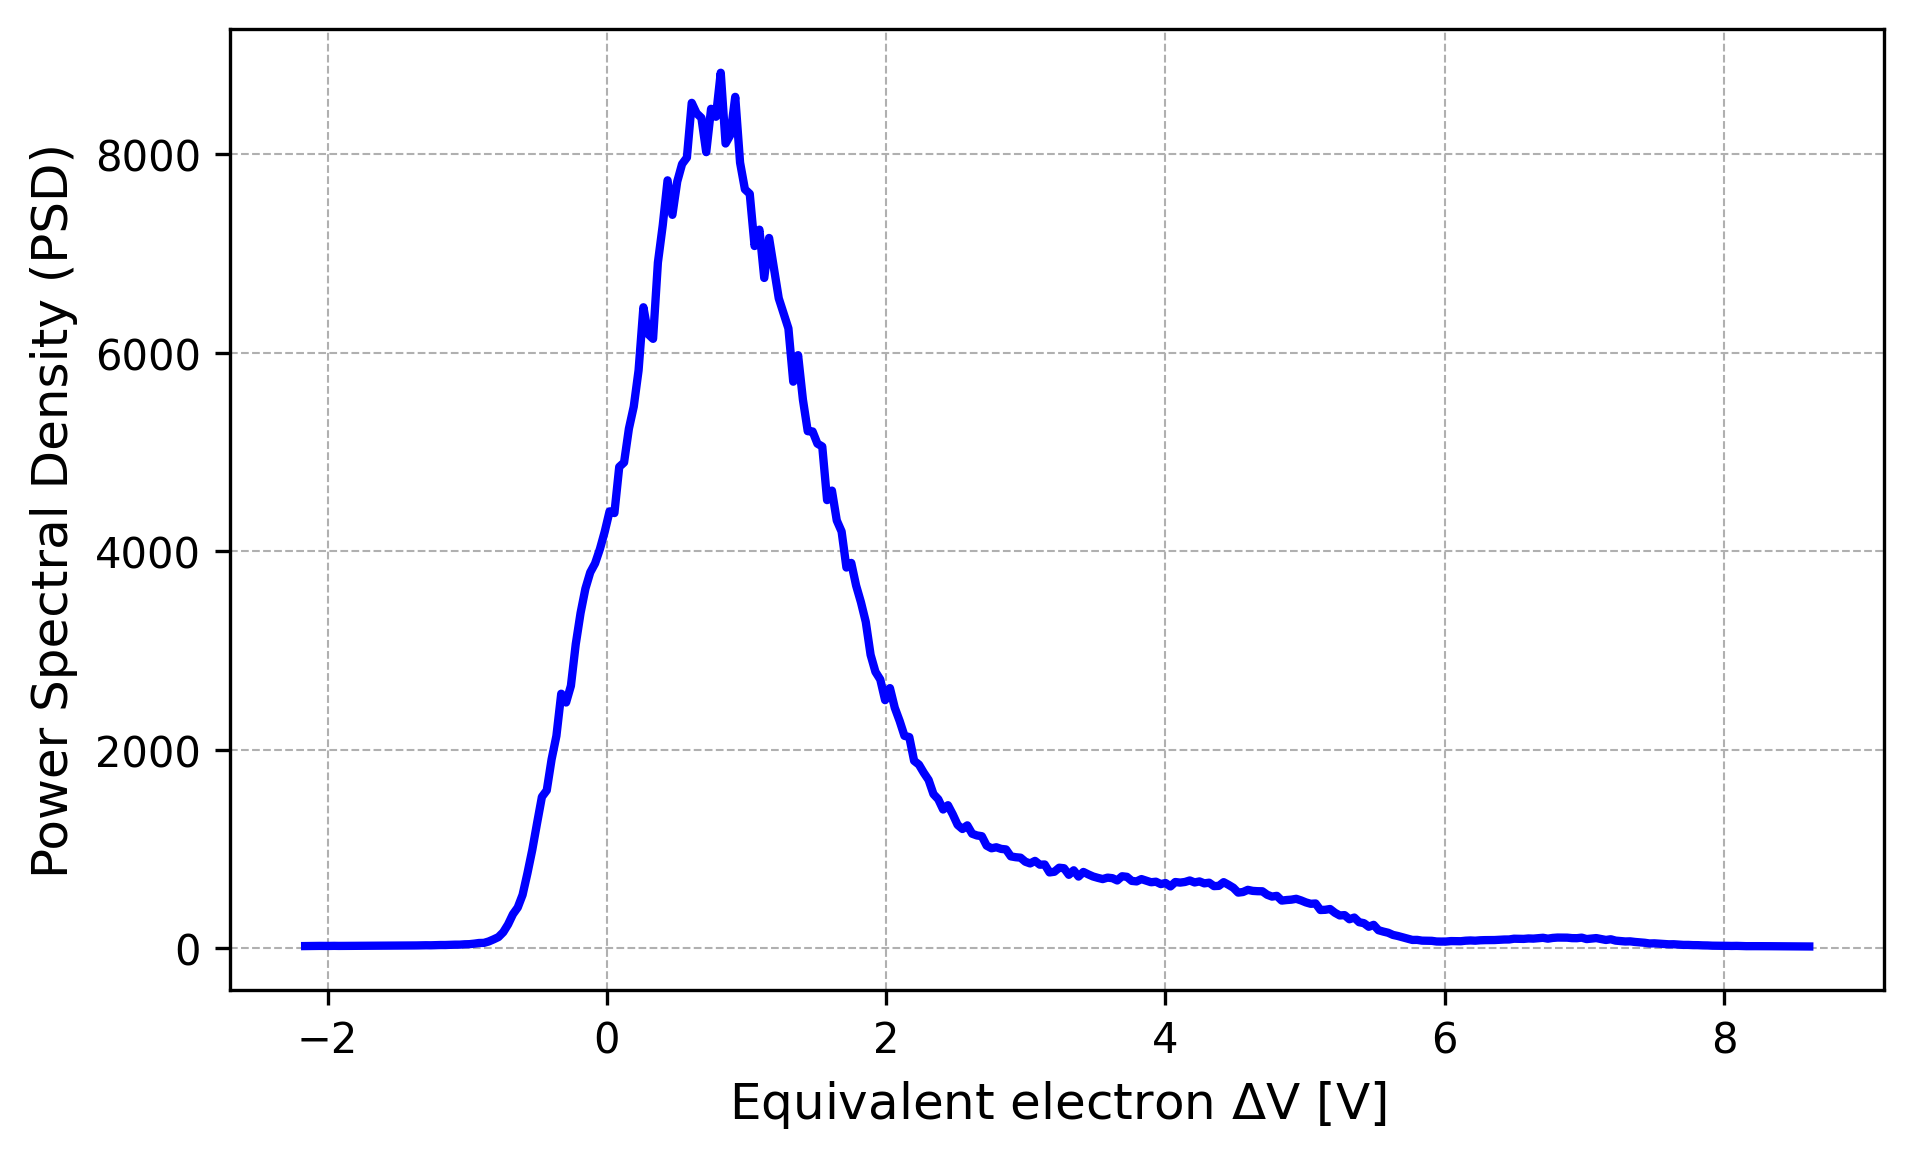 Power Spectral Density (PSD)
8000
6000
4000
2000
0
−2 0 2 4 6 8
Equivalent electron ΔV [V]